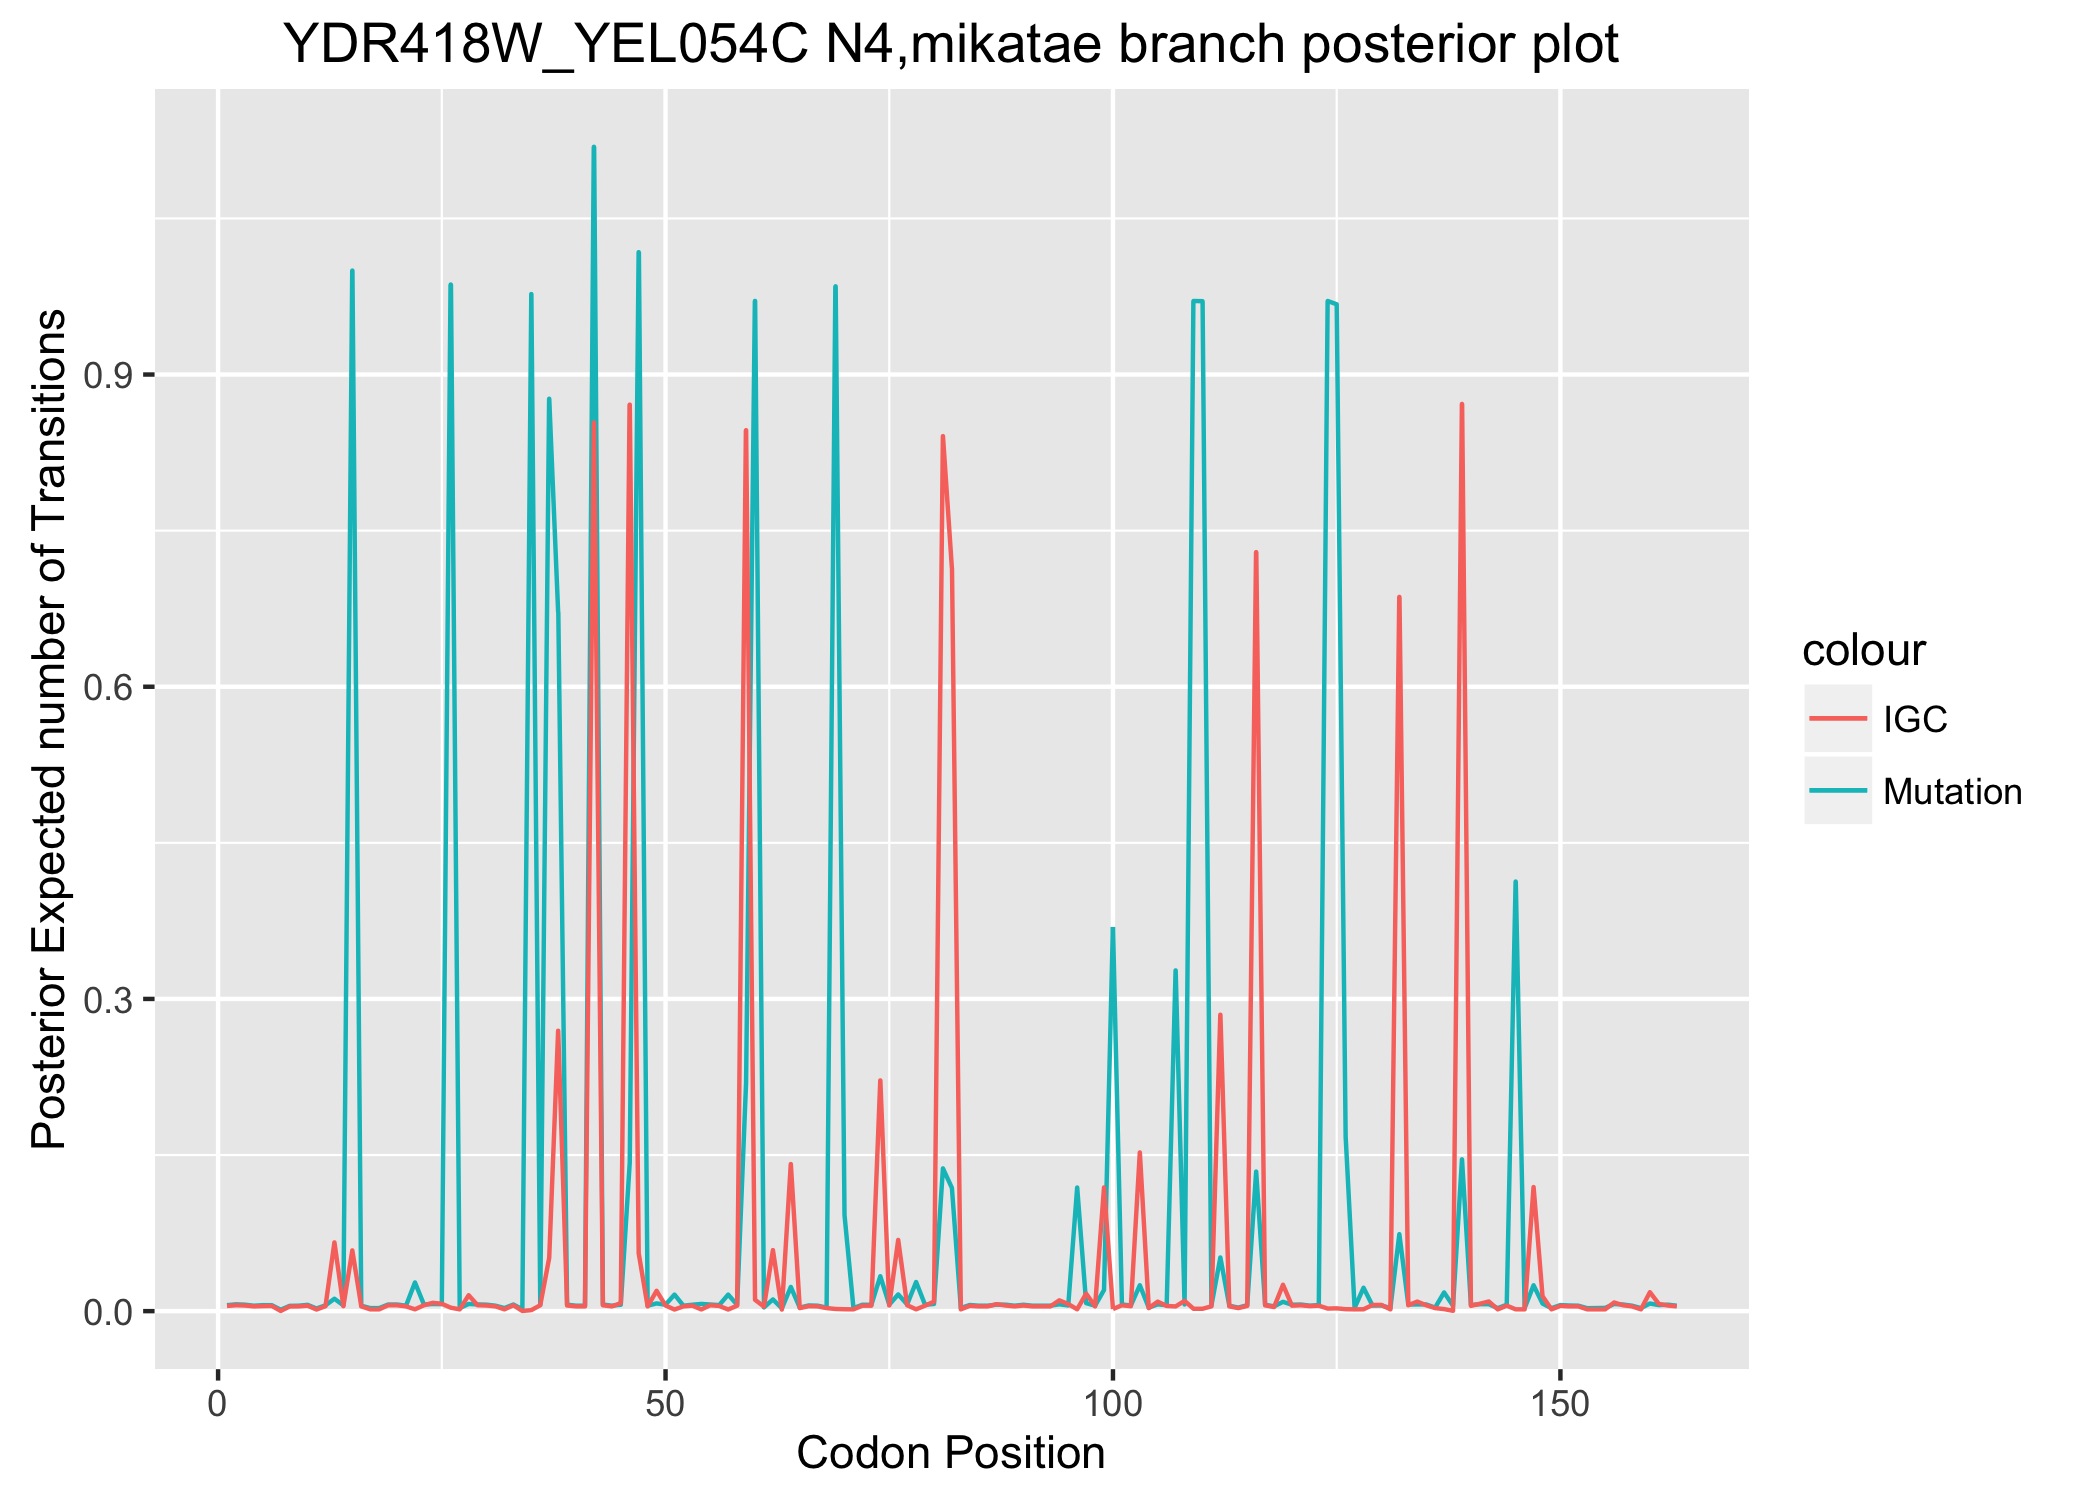 YDR418W_YEL054C N4,mikatae branch posterior plot
Posterior Expected number of Transitions
0.9
0.6
0.3
0.0
0
50
100
150
Codon Position
colour
IGC
Mutation